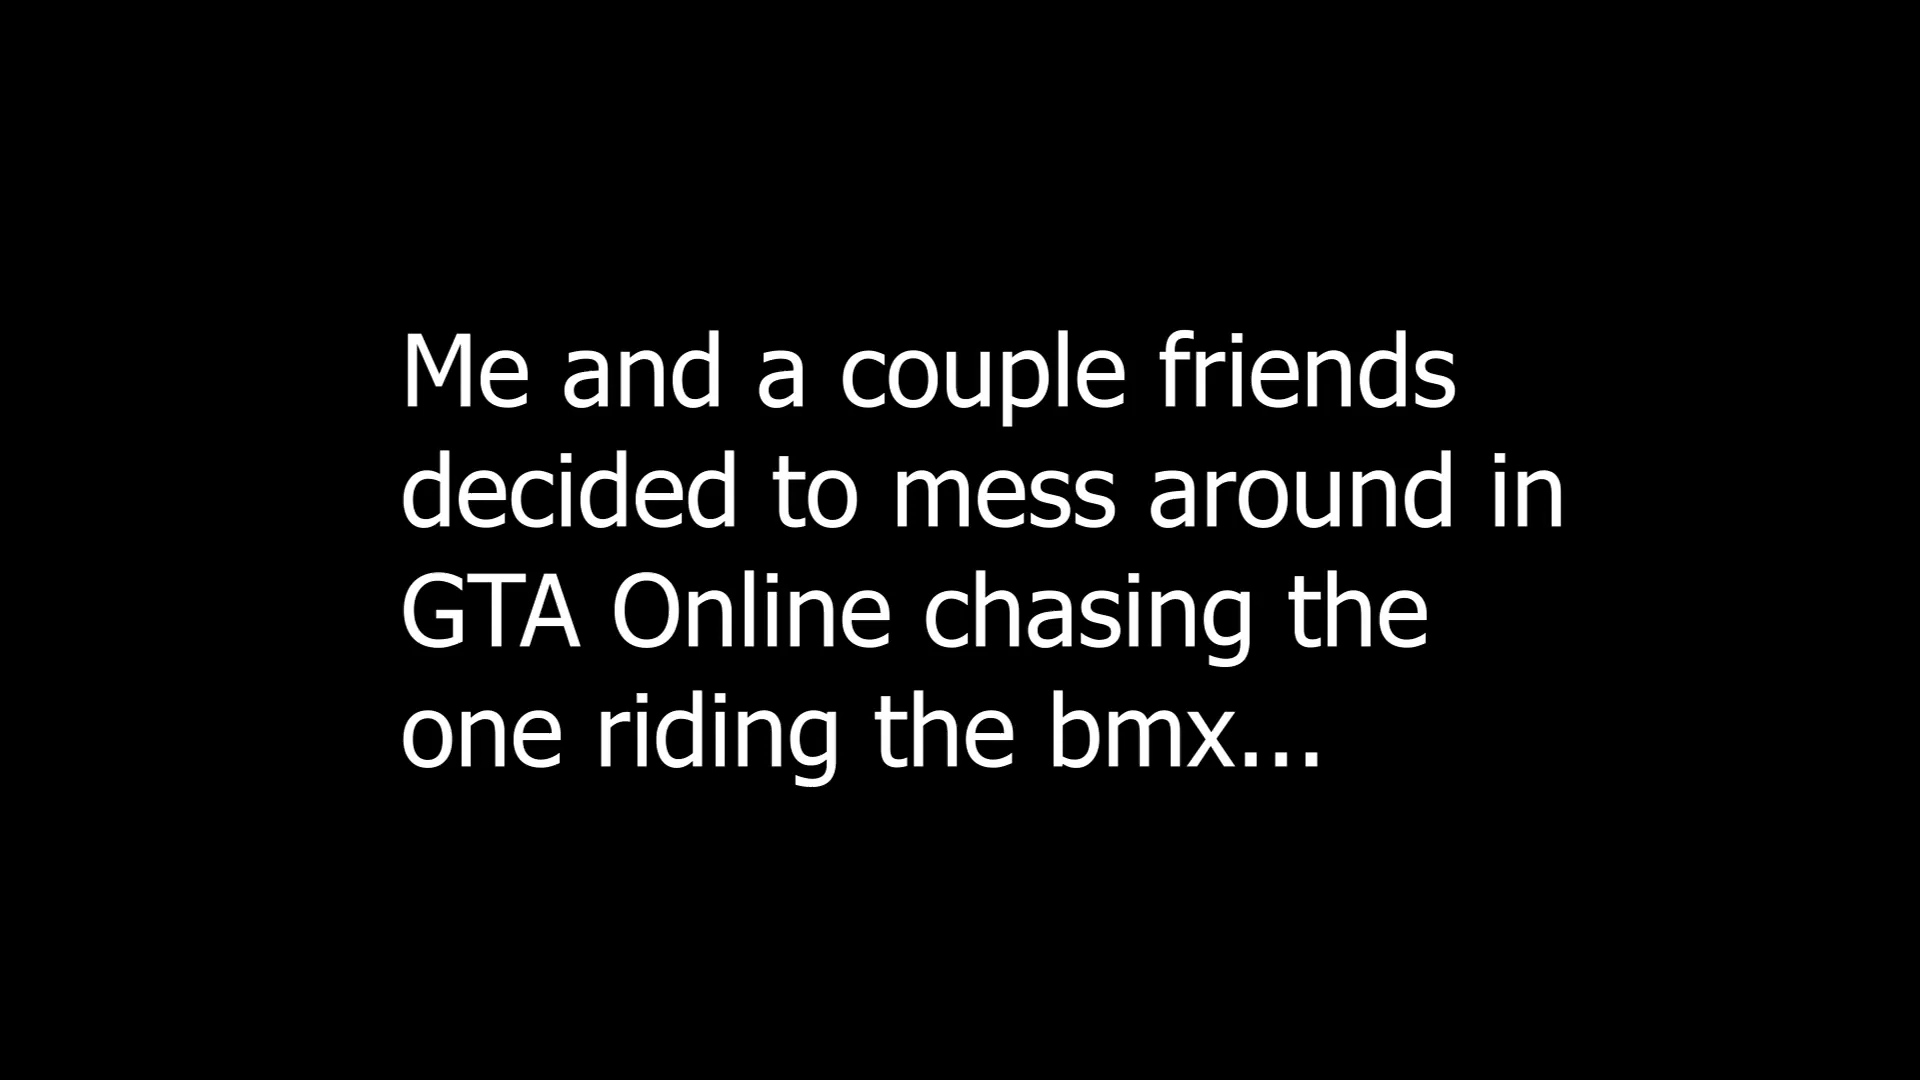 Me and a couple friends
decided to mess around in
GTA Online chasing the
one riding the bmx...